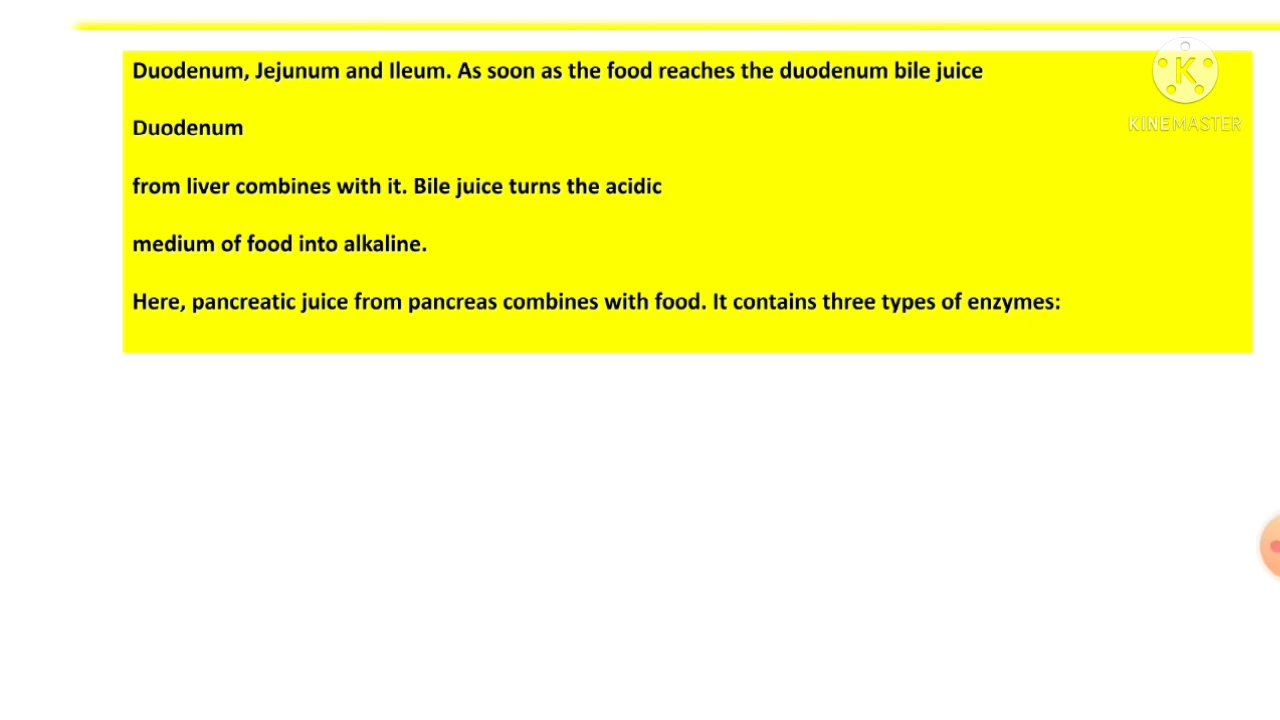 Duodenum, Jejunum and Ileum. As soon as the food reaches the duodenum bile juice
Duodenum
from liver combines with it. Bile juice turns the acidic
medium of food into alkaline.
Here, pancreatic juice from pancreas combines with food. It contains three types of enzymes:
K
KINEMASTER